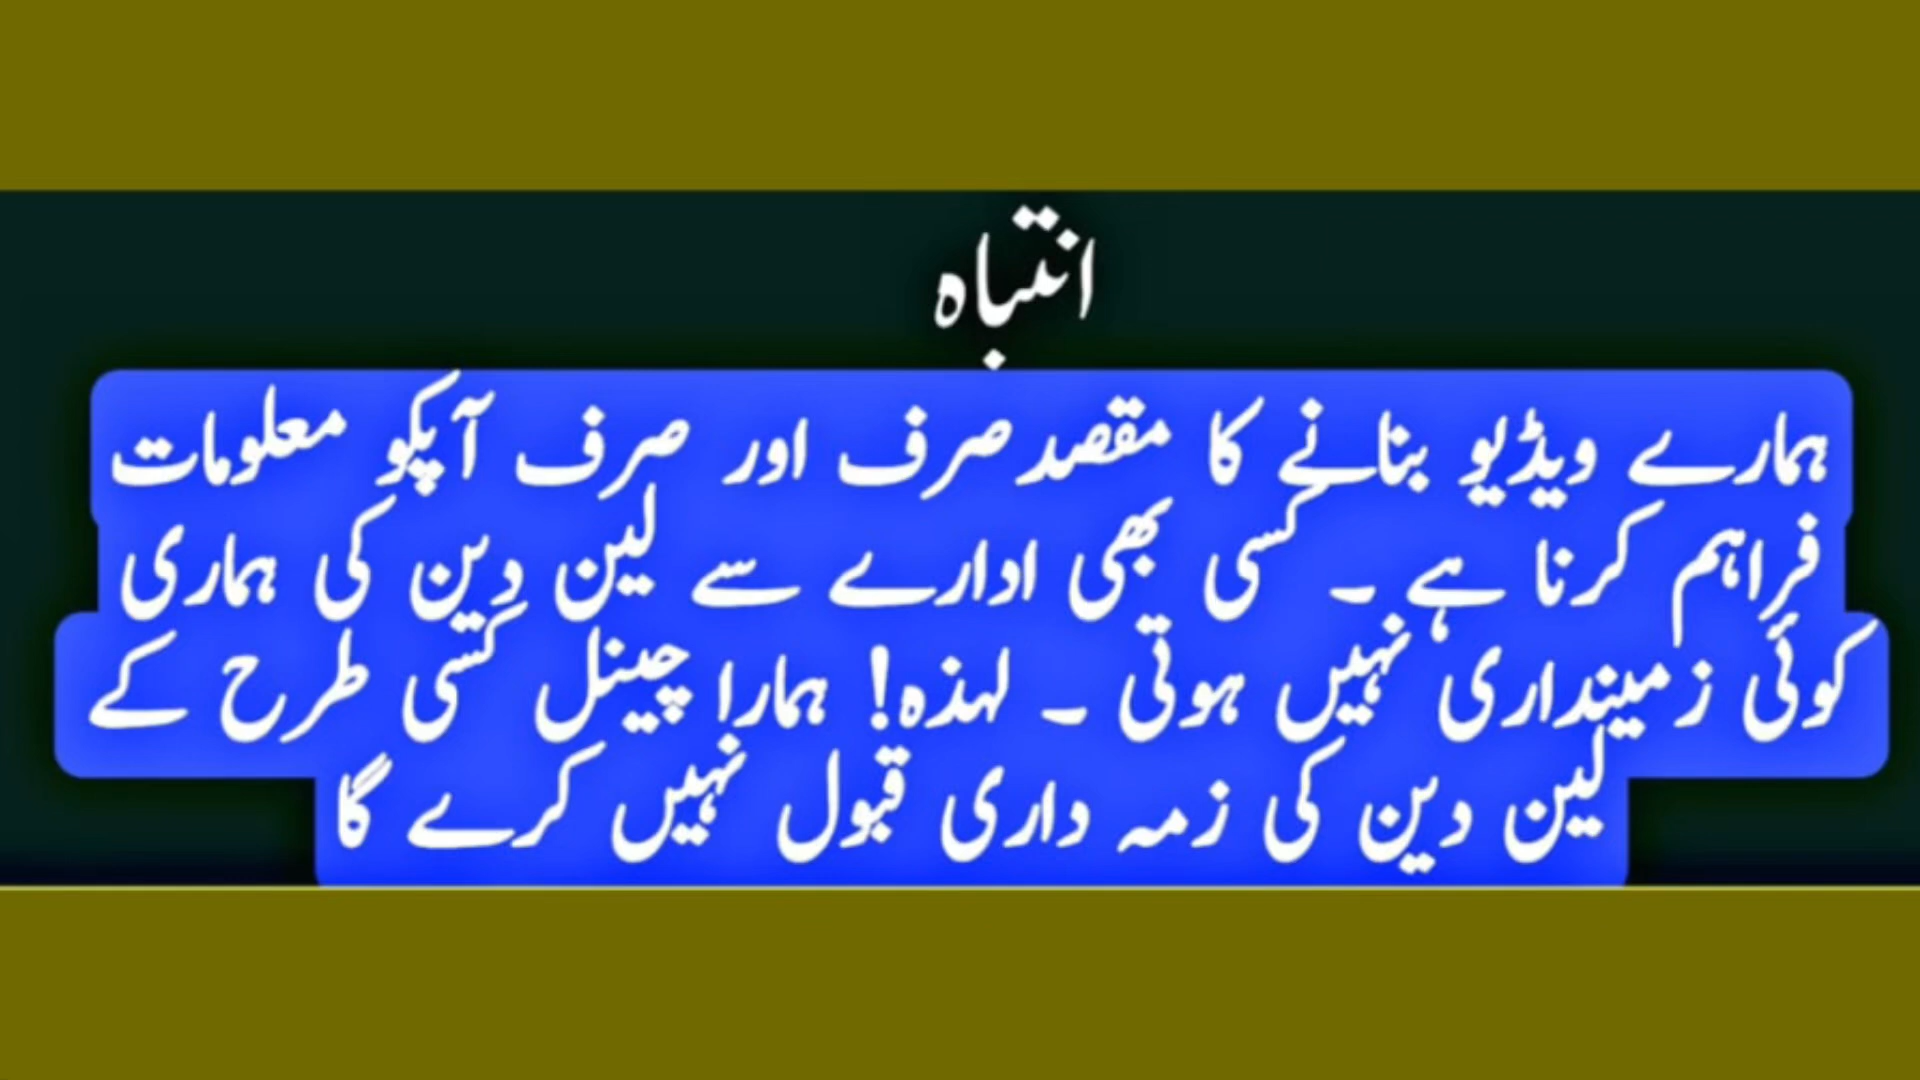 انتباہ
ہمارے ویڈیو بنانے کا مقصد صرف اور صرف آپکو معلومات
فراہم کرنا ہے ۔ کسی بھی ادارے سے لین دین کی ہماری
کوئی زمینداری نہیں ہوتی ۔ لہذہ! ہمارا چینل کسی طرح کے
لین دین کی زمہ داری قبول نہیں کرے گا